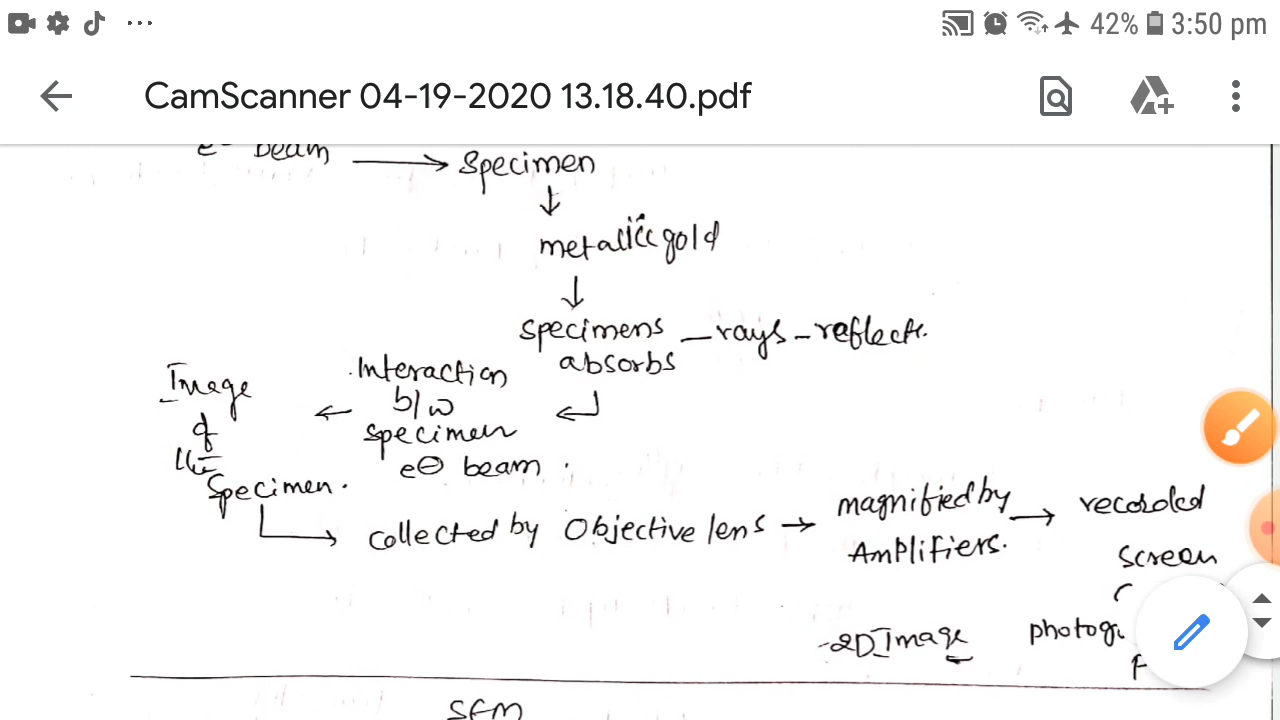 42% 3:50 pm
CamScanner 04-19-2020 13.18.40.pdf
e⁻ beam → specimen
↓
metallic gold
↓
specimens absorbs – rays – reflect.
Interaction b/w specimen e⊖ beam.
Image of the specimen.
collected by Objective lens → magnified by Amplifiers. → recorded
screen
-2D Image
SEM